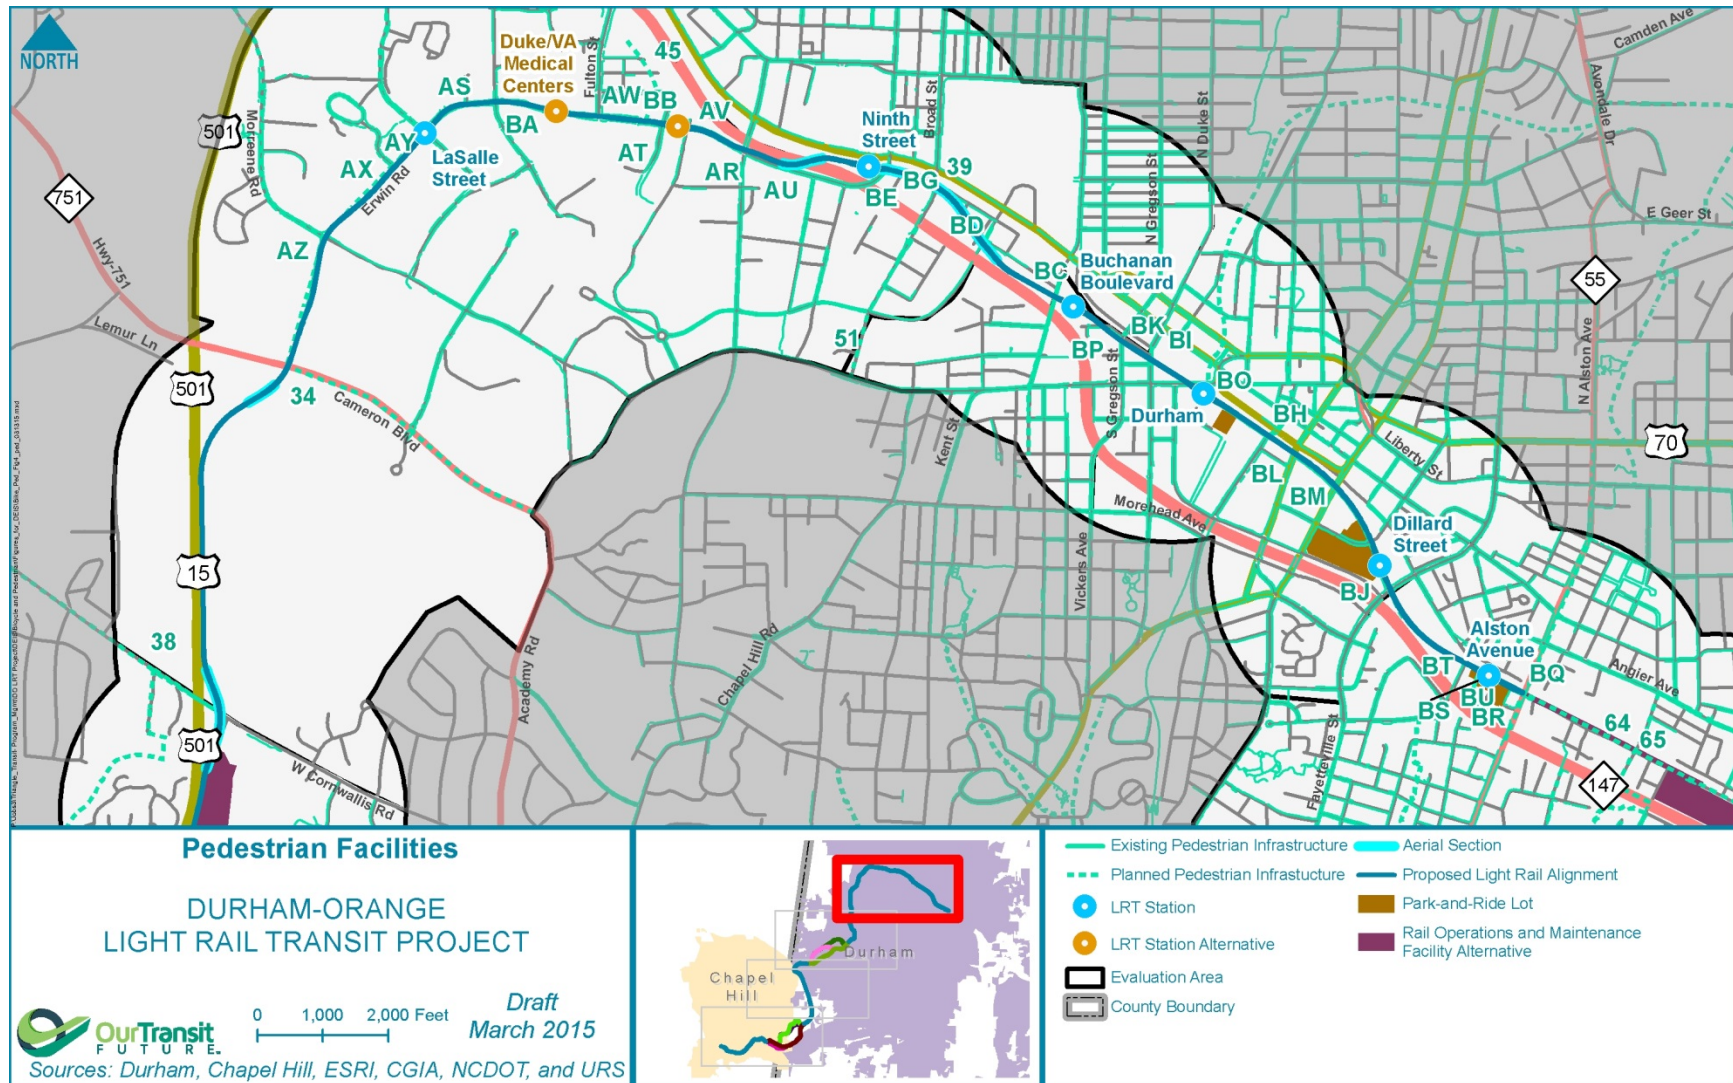 NORTH
Duke/VA
Medical
Centers
Fulton St
45
Camden Ave
Avondale Dr
501
Morreene Rd
AS
AW
BB
AV
Broad St
N Duke St
Ninth
Street
BA
AY
LaSalle
Street
AT
AX
Erwin Rd
AR
AU
39
BG
BE
N Gregson St
751
Hwy-751
E Geer St
AZ
BD
BC
Buchanan
Boulevard
55
N Alston Ave
Lemur Ln
51
BP
BK
BI
501
34
Cameron Blvd
S Gregson St
BO
Durham
BH
Kent St
Liberty St
70
BL
BM
Morehead Ave
Dillard
Street
15
Vickers Ave
BJ
38
Academy Rd
Chapel Hill Rd
Alston
Avenue
BT
BQ
Angier Ave
BU
BS
BR
64
65
501
W Cornwallis Rd
Fayetteville St
147
Pedestrian Facilities
DURHAM-ORANGE
LIGHT RAIL TRANSIT PROJECT
0 1,000 2,000 Feet
Draft
March 2015
OurTransit
FUTURE
Sources: Durham, Chapel Hill, ESRI, CGIA, NCDOT, and URS
Durham
Chapel
Hill
Existing Pedestrian Infrastructure
Planned Pedestrian Infrastucture
LRT Station
LRT Station Alternative
Evaluation Area
County Boundary
Aerial Section
Proposed Light Rail Alignment
Park-and-Ride Lot
Rail Operations and Maintenance
Facility Alternative